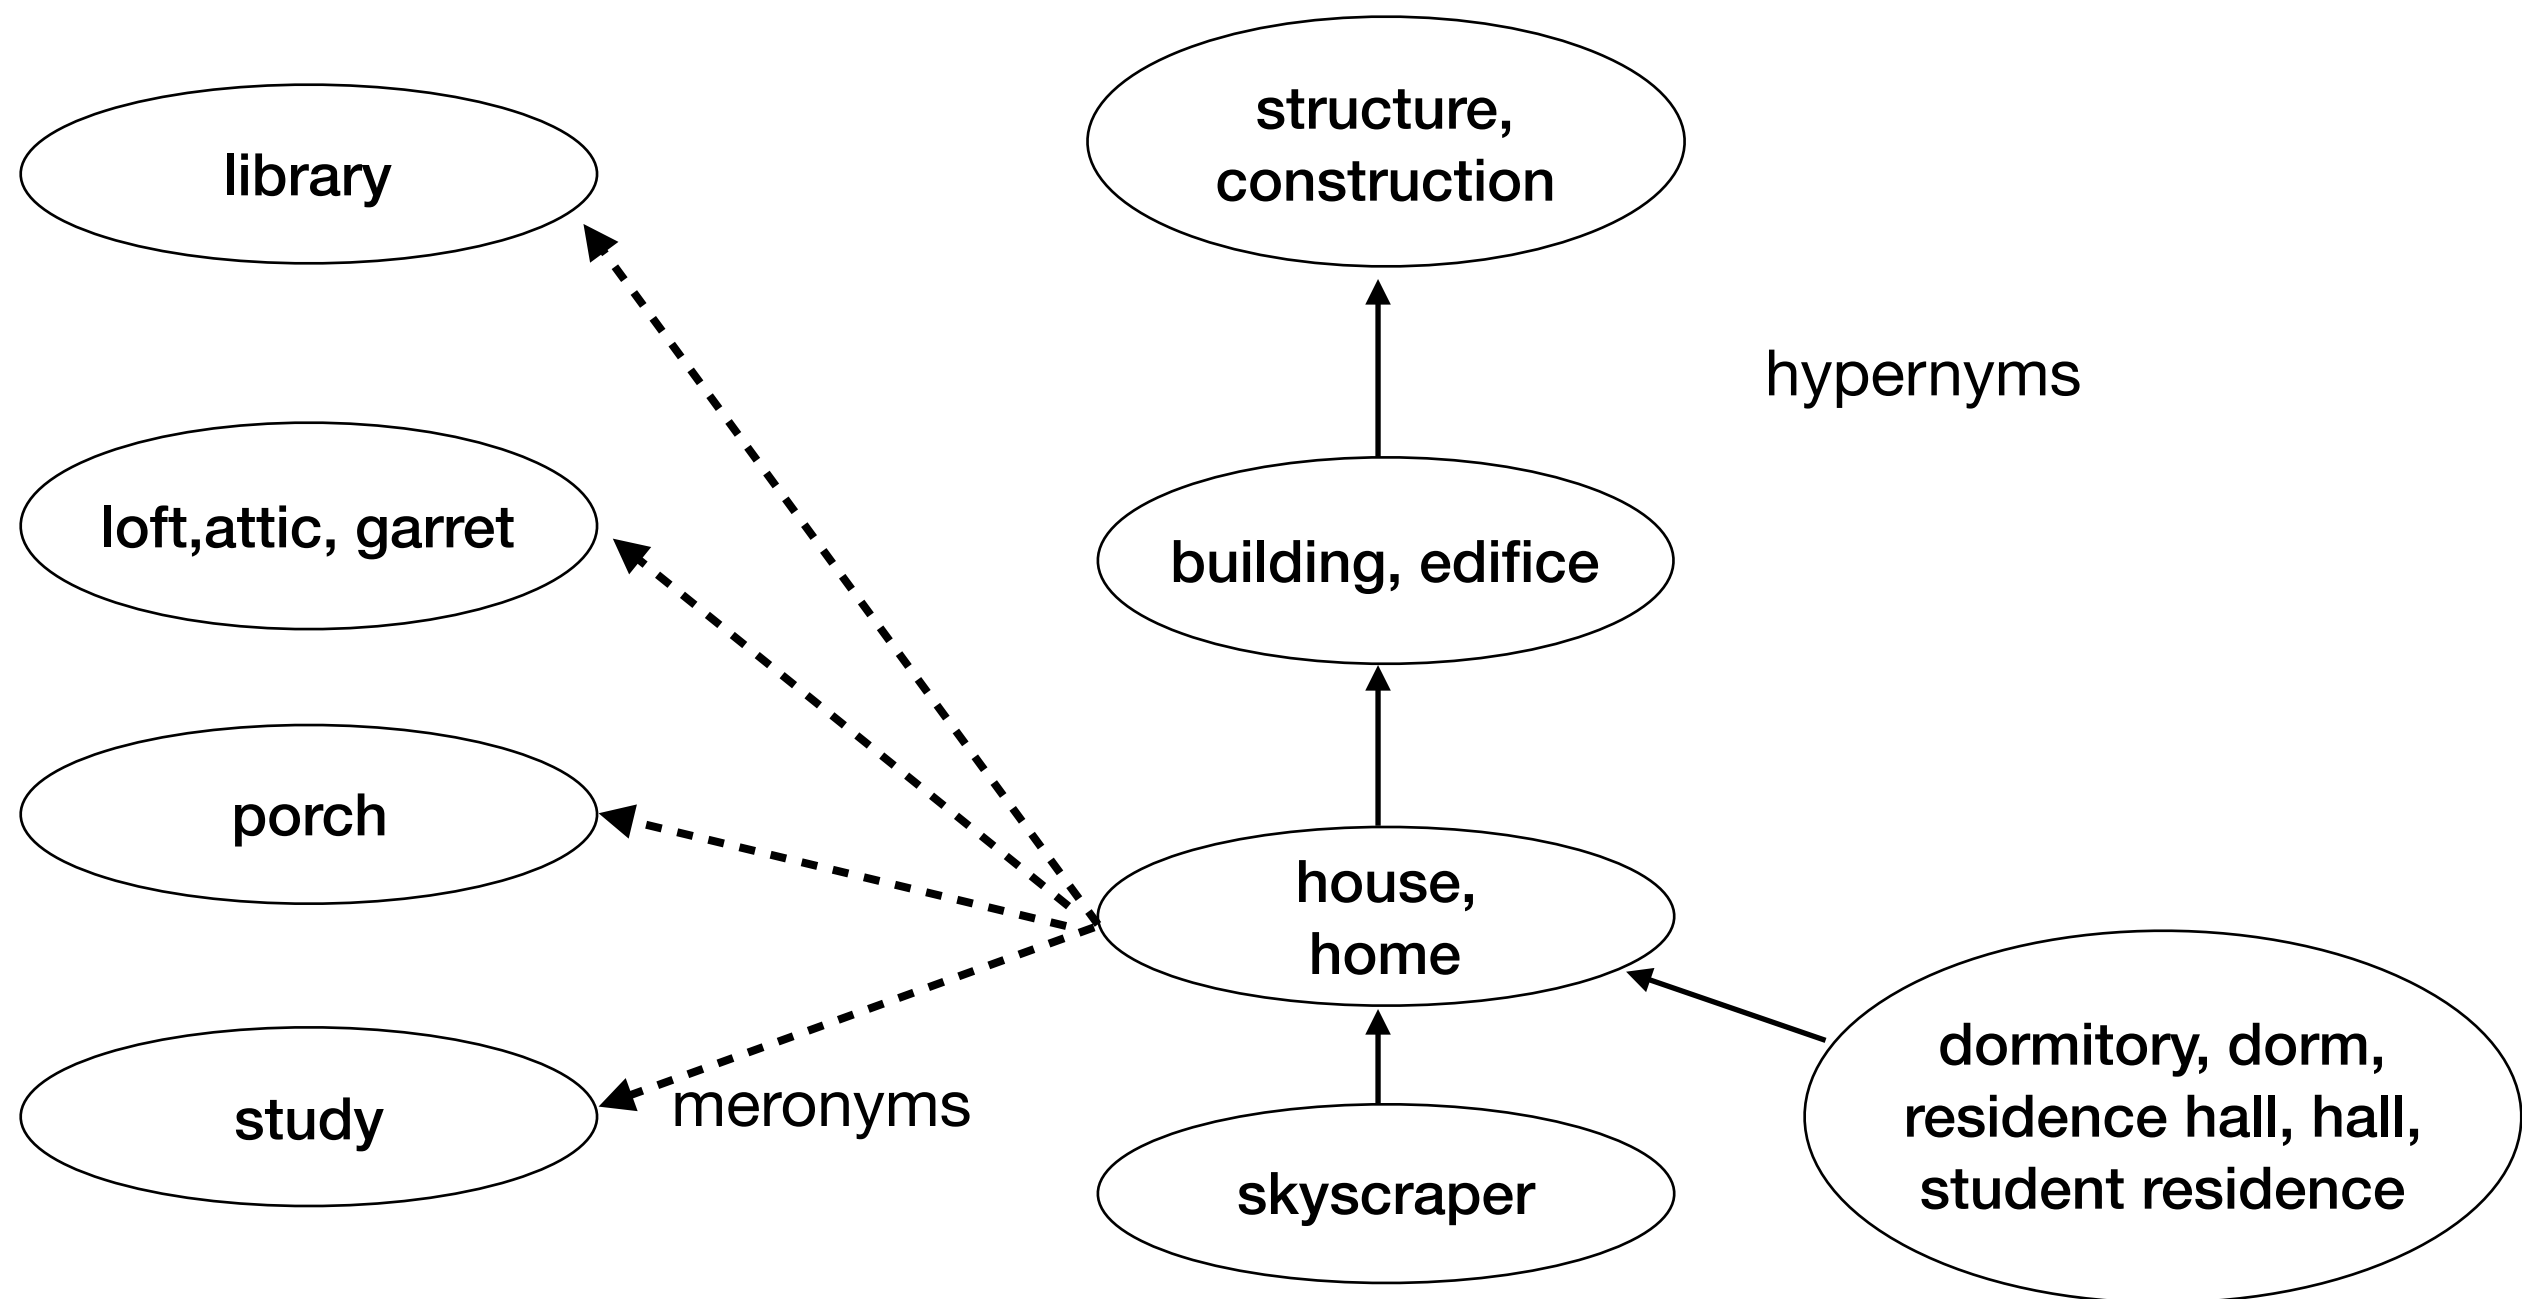 library
structure,
construction
hypernyms
loft,attic, garret
building, edifice
porch
house,
home
study
meronyms
skyscraper
dormitory, dorm,
residence hall, hall,
student residence